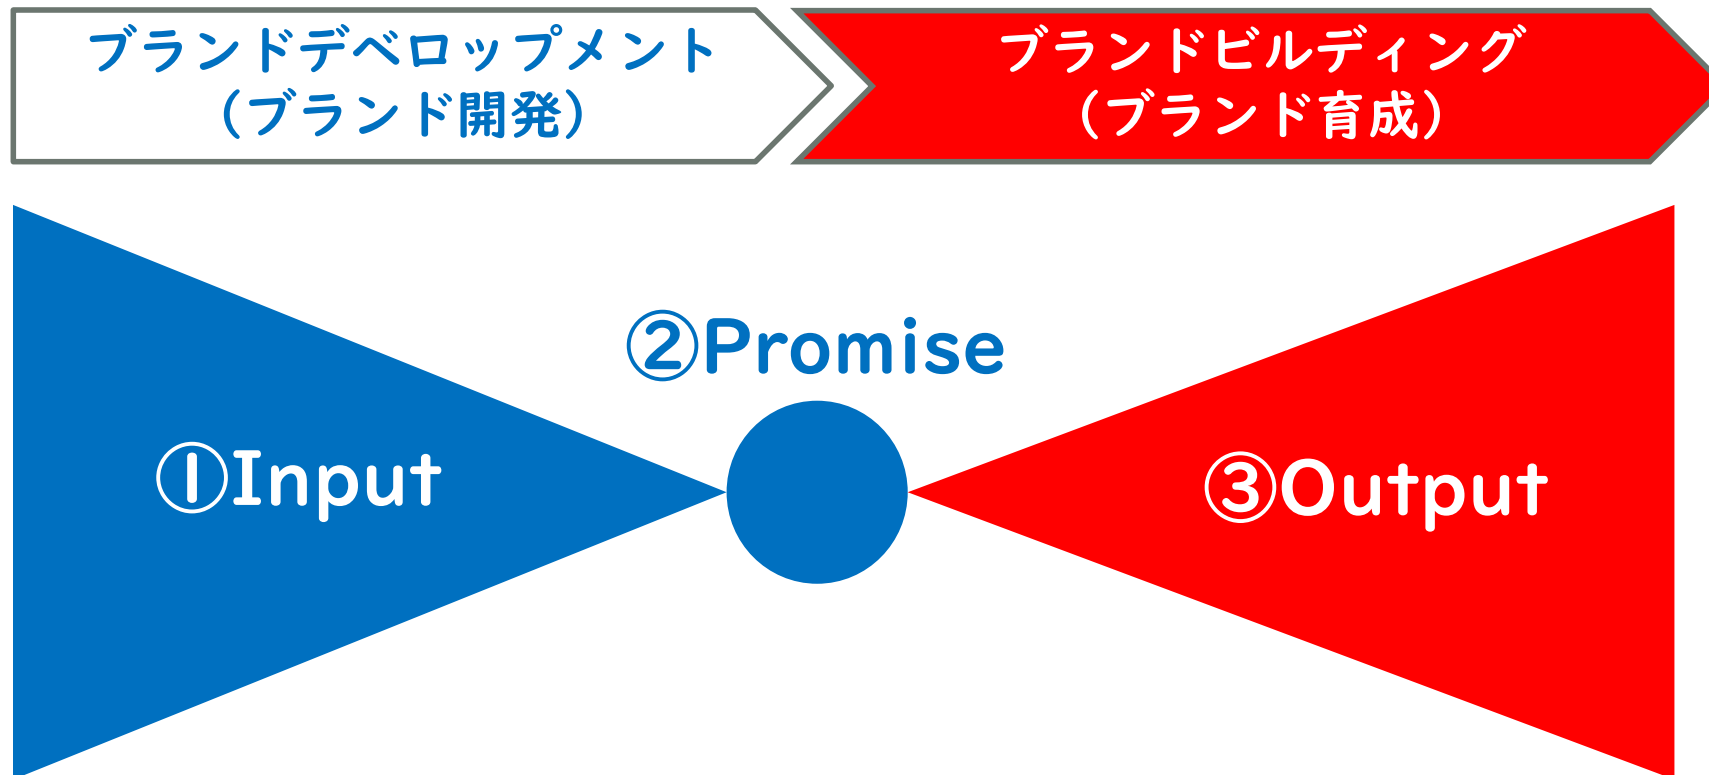 ブランドデベロップメント
（ブランド開発）
ブランドビルディング
（ブランド育成）
②Promise
①Input
③Output